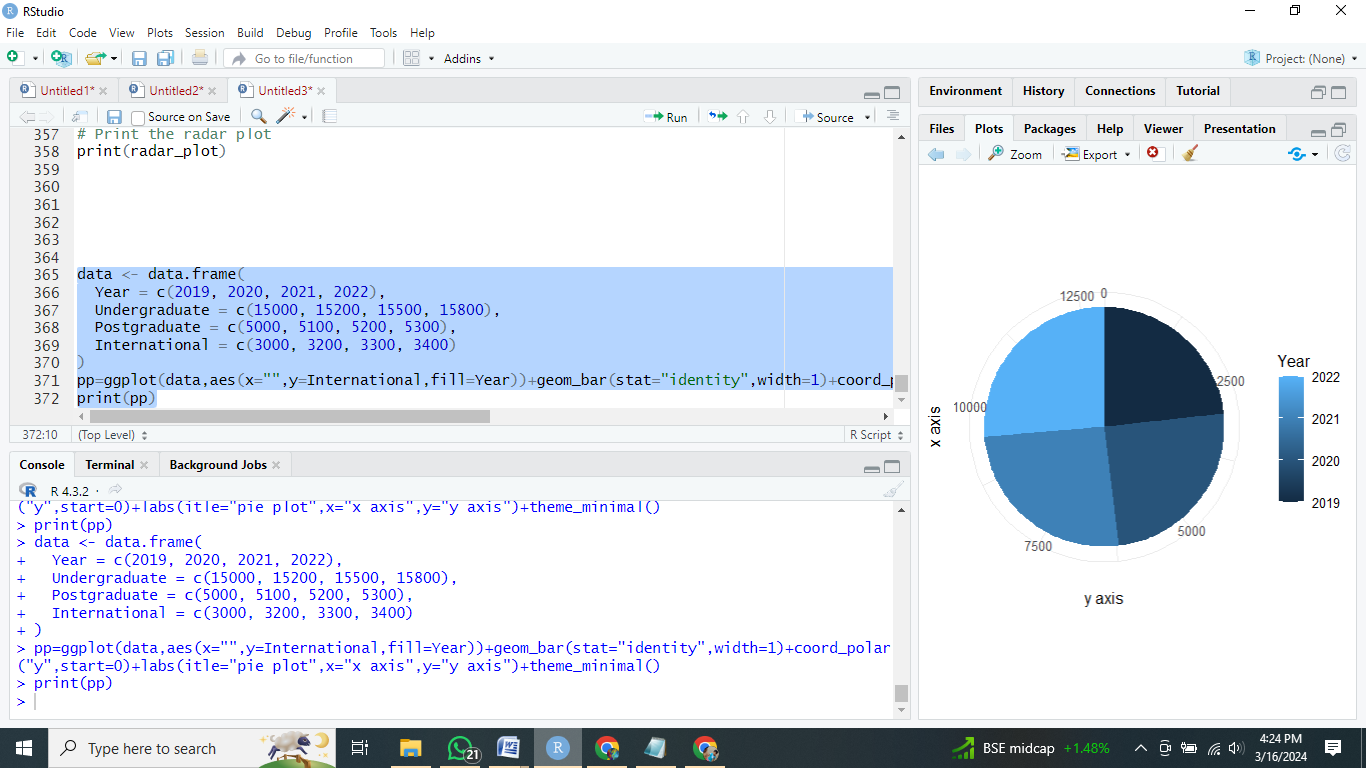 RStudio
File Edit Code View Plots Session Build Debug Profile Tools Help
Go to file/function Addins Project: (None)
Untitled1* Untitled2* Untitled3*
Source on Save Run Source
357 # Print the radar plot
358 print(radar_plot)
359
360
361
362
363
364
365 data <- data.frame(
366 Year = c(2019, 2020, 2021, 2022),
367 Undergraduate = c(15000, 15200, 15500, 15800),
368 Postgraduate = c(5000, 5100, 5200, 5300),
369 International = c(3000, 3200, 3300, 3400)
370 )
371 pp=ggplot(data,aes(x="",y=International,fill=Year))+geom_bar(stat="identity",width=1)+coord_p
372 print(pp)
372:10 (Top Level) R Script
Console Terminal Background Jobs
R 4.3.2 ·
("y",start=0)+labs(itle="pie plot",x="x axis",y="y axis")+theme_minimal()
> print(pp)
> data <- data.frame(
+ Year = c(2019, 2020, 2021, 2022),
+ Undergraduate = c(15000, 15200, 15500, 15800),
+ Postgraduate = c(5000, 5100, 5200, 5300),
+ International = c(3000, 3200, 3300, 3400)
+ )
> pp=ggplot(data,aes(x="",y=International,fill=Year))+geom_bar(stat="identity",width=1)+coord_polar
("y",start=0)+labs(itle="pie plot",x="x axis",y="y axis")+theme_minimal()
> print(pp)
>
Environment History Connections Tutorial
Files Plots Packages Help Viewer Presentation
Zoom Export
12500 0
2500
10000
5000
7500
x axis
y axis
Year
2022
2021
2020
2019
Type here to search
21
BSE midcap +1.48%
4:24 PM
3/16/2024